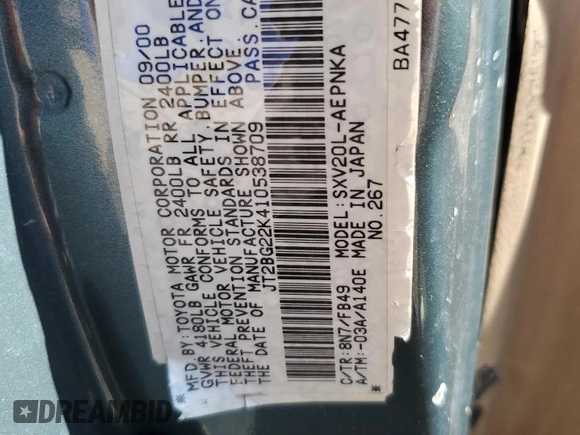 MFD. BY: TOYOTA MOTOR CORPORATION 09/00
GVWR 4180LB GAWR FR 2400LB RR 2400LB
THIS VEHICLE CONFORMS TO ALL APPLICABLE
FEDERAL MOTOR VEHICLE SAFETY, BUMPER, AND
THEFT PREVENTION STANDARDS IN EFFECT ON
THE DATE OF MANUFACTURE SHOWN ABOVE.
JT2BG22K410538709 PASS. CA
BA477
* *
C/TR: 8N7/FB49 MODEL: SXV20L-AEPNKA
A/TM: -03A/A140E MADE IN JAPAN
NO. 267
DREAMBID